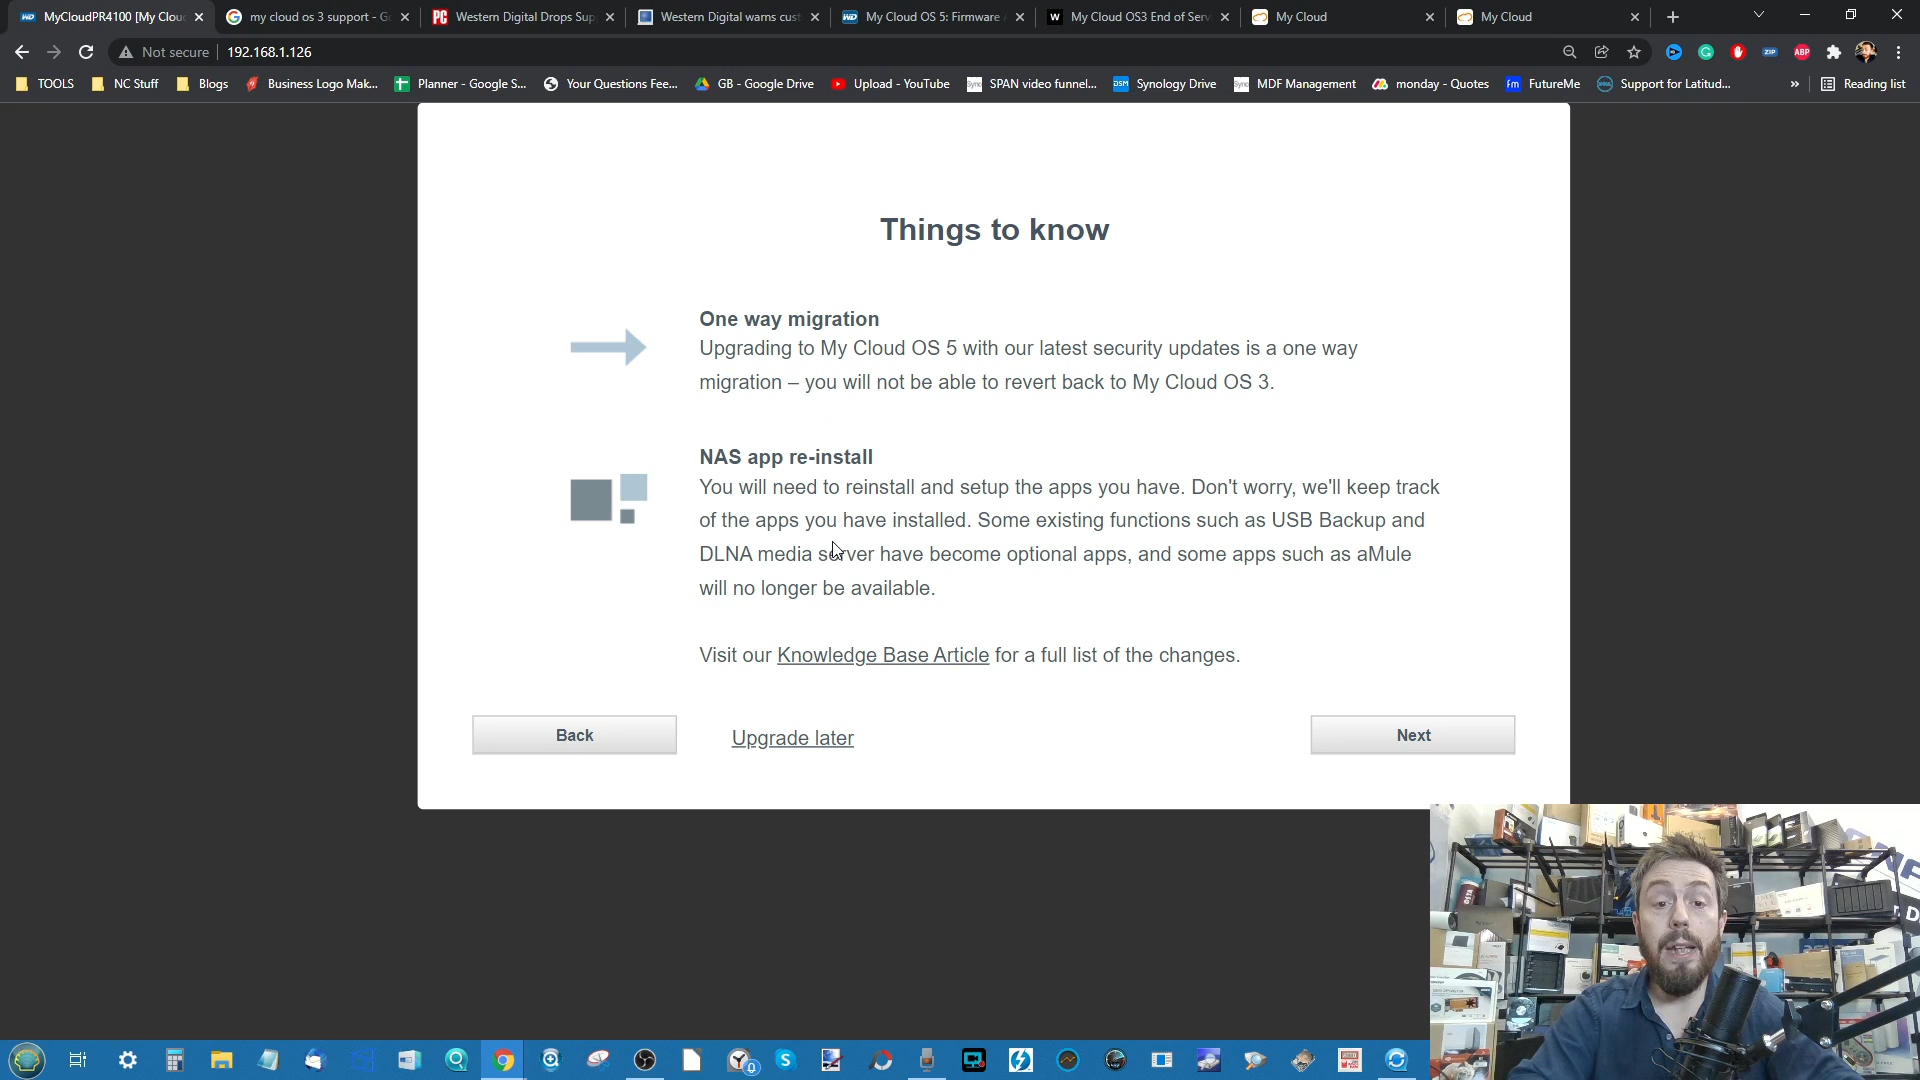 MyCloudPR4100 [My Clou
my cloud os 3 support - G
Western Digital Drops Sup
Western Digital warns cust
My Cloud OS 5: Firmware
My Cloud OS3 End of Serv
My Cloud
My Cloud
Not secure
192.168.1.126
TOOLS
NC Stuff
Blogs
Business Logo Mak...
Planner - Google S...
Your Questions Fee...
GB - Google Drive
Upload - YouTube
SPAN video funnel...
Synology Drive
MDF Management
monday - Quotes
FutureMe
Support for Latitud...
»
Reading list
Things to know
One way migration
Upgrading to My Cloud OS 5 with our latest security updates is a one way
migration – you will not be able to revert back to My Cloud OS 3.
NAS app re-install
You will need to reinstall and setup the apps you have. Don't worry, we'll keep track
of the apps you have installed. Some existing functions such as USB Backup and
DLNA media server have become optional apps, and some apps such as aMule
will no longer be available.
Visit our Knowledge Base Article for a full list of the changes.
Back
Upgrade later
Next